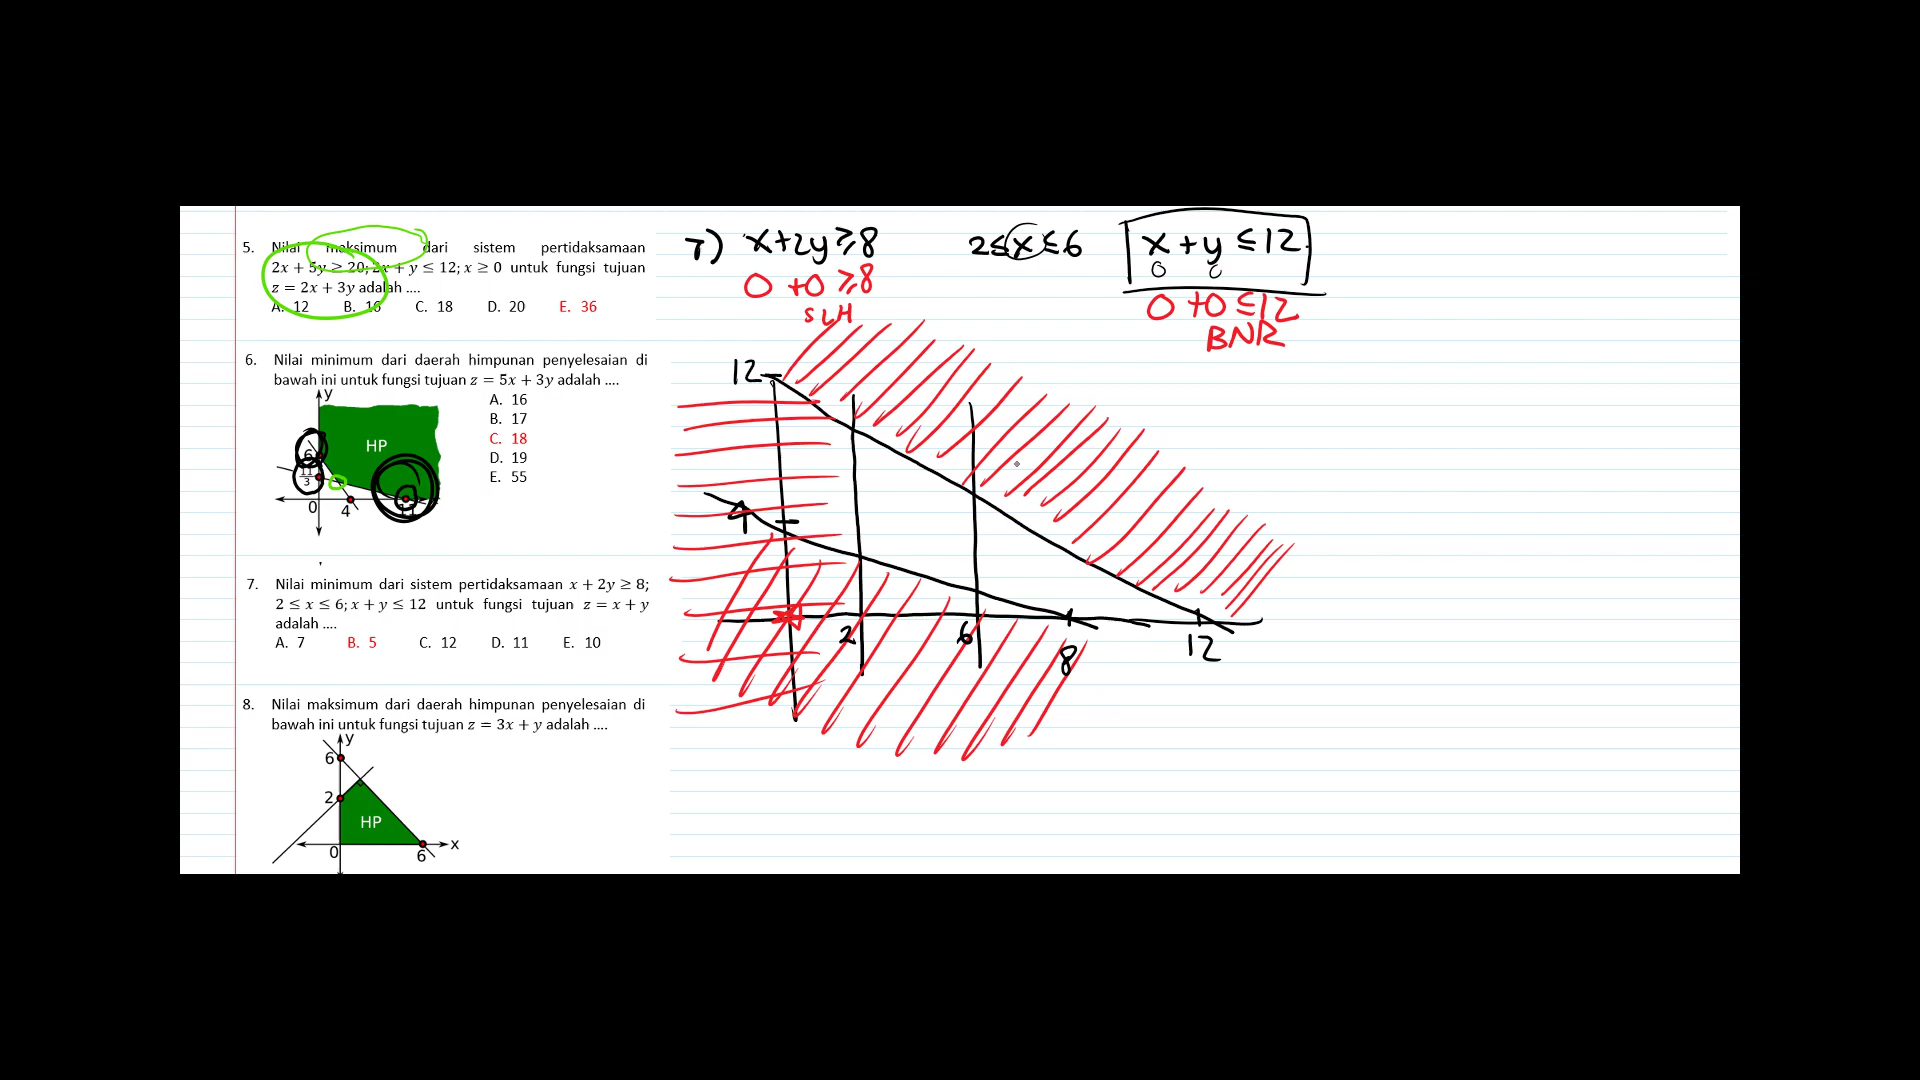 5. Nilai maksimum dari sistem pertidaksamaan
2x + 5y ≥ 20; 2x + y ≤ 12; x ≥ 0 untuk fungsi tujuan
z = 2x + 3y adalah ....
A. 12 B. 16 C. 18 D. 20 E. 36
6. Nilai minimum dari daerah himpunan penyelesaian di
bawah ini untuk fungsi tujuan z = 5x + 3y adalah ....
y
HP
6
11
3
0 4 11
A. 16
B. 17
C. 18
D. 19
E. 55
7. Nilai minimum dari sistem pertidaksamaan x + 2y ≥ 8;
2 ≤ x ≤ 6; x + y ≤ 12 untuk fungsi tujuan z = x + y
adalah ....
A. 7 B. 5 C. 12 D. 11 E. 10
8. Nilai maksimum dari daerah himpunan penyelesaian di
bawah ini untuk fungsi tujuan z = 3x + y adalah ....
y
6
2
HP
0 6 x
7) x+2y ≥ 8 2 ≤ x ≤ 6 x + y ≤ 12
0 0
0 + 0 ≥ 8 0 + 0 ≤ 12
SLH BNR
12
4
2 6 8 12